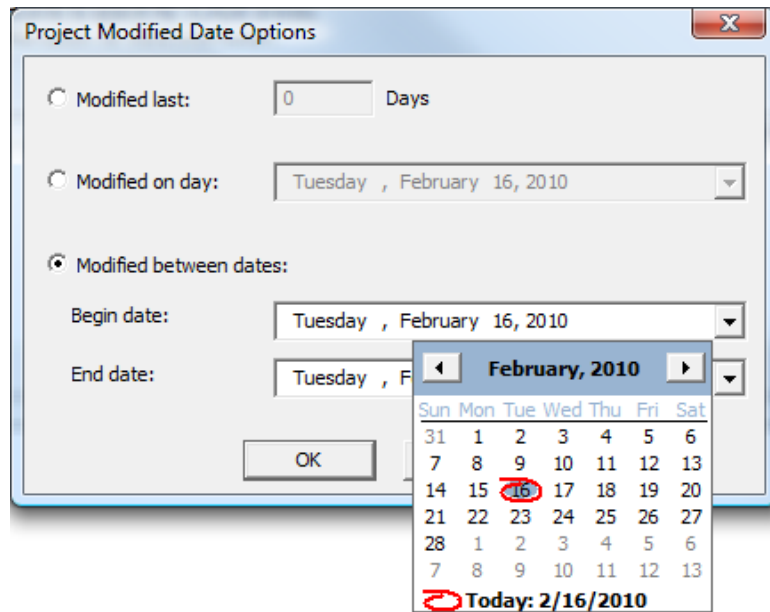 Project Modified Date Options
Modified last: 0 Days
Modified on day: Tuesday , February 16, 2010
Modified between dates:
Begin date: Tuesday , February 16, 2010
End date: Tuesday , F
February, 2010
Sun Mon Tue Wed Thu Fri Sat
31 1 2 3 4 5 6
7 8 9 10 11 12 13
14 15 16 17 18 19 20
21 22 23 24 25 26 27
28 1 2 3 4 5 6
7 8 9 10 11 12 13
Today: 2/16/2010
OK